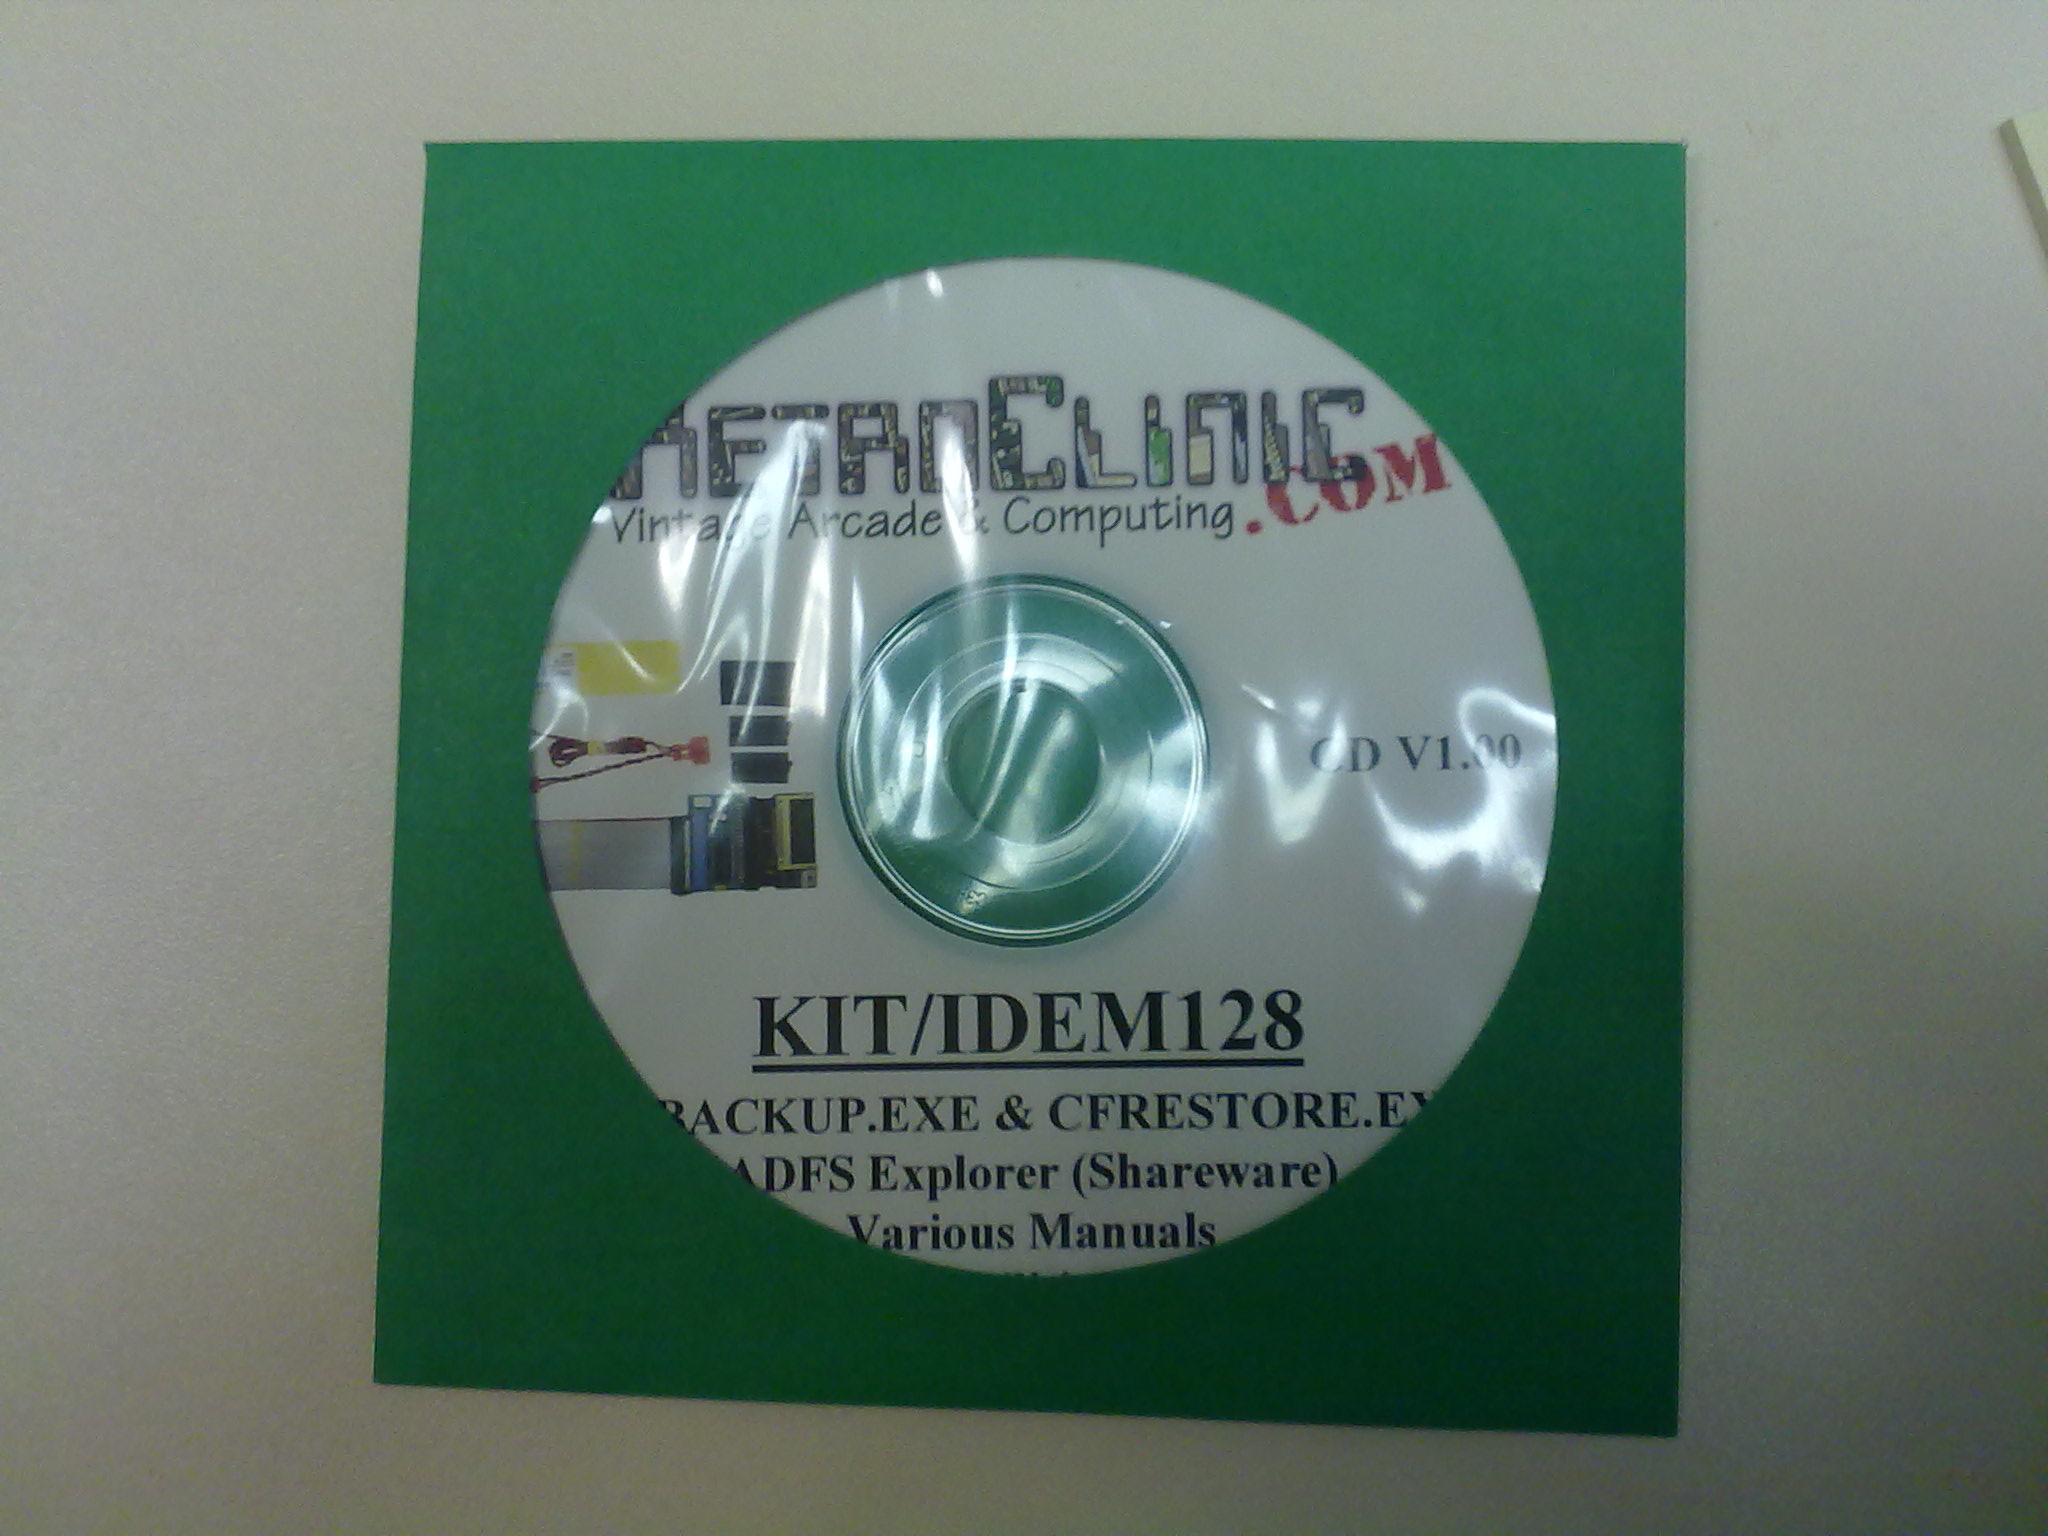 RetroClinic
.COM
Vintage Arcade & Computing
CD V1.00
KIT/IDEM128
BACKUP.EXE & CFRESTORE.EX
ADFS Explorer (Shareware)
Various Manuals